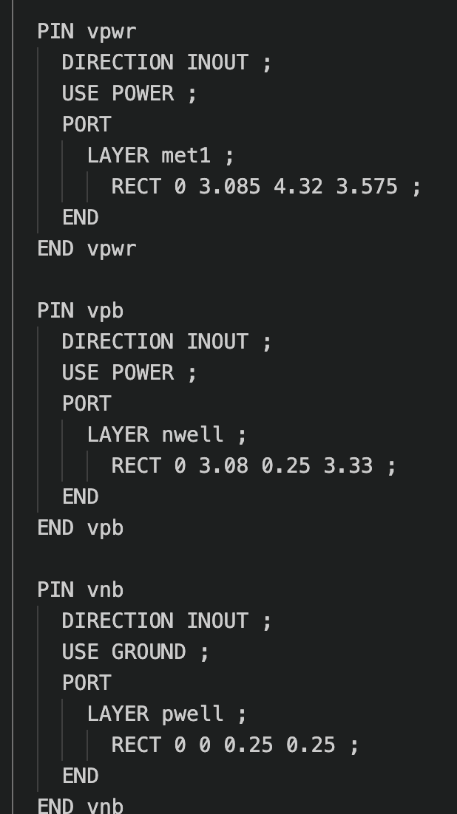 PIN vpwr
DIRECTION INOUT ;
USE POWER ;
PORT
LAYER met1 ;
RECT 0 3.085 4.32 3.575 ;
END
END vpwr
PIN vpb
DIRECTION INOUT ;
USE POWER ;
PORT
LAYER nwell ;
RECT 0 3.08 0.25 3.33 ;
END
END vpb
PIN vnb
DIRECTION INOUT ;
USE GROUND ;
PORT
LAYER pwell ;
RECT 0 0 0.25 0.25 ;
END
END vnb